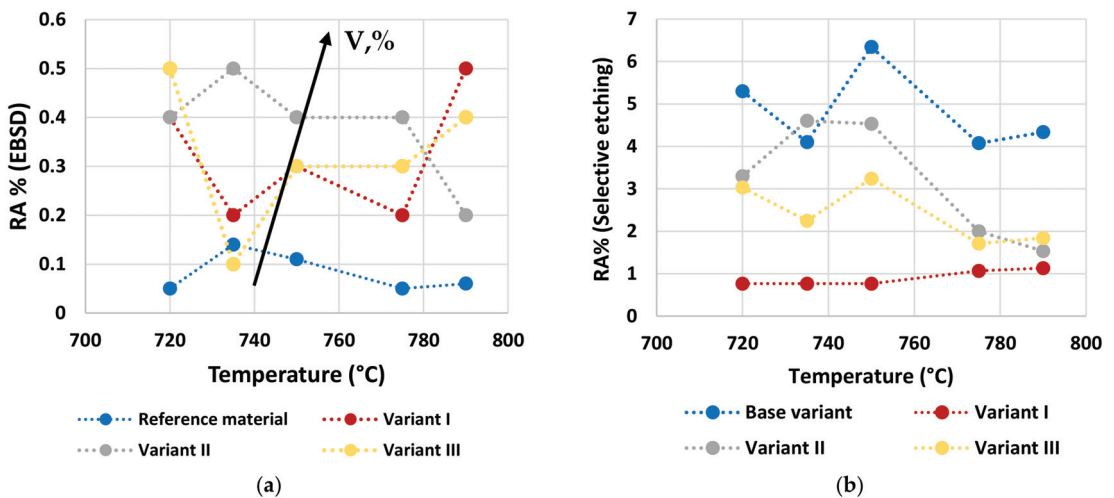 0.6
0.5
0.4
0.3
0.2
0.1
0
RA % (EBSD)
V,%
700 720 740 760 780 800
Temperature (°C)
Reference material Variant I
Variant II Variant III
(a)
7
6
5
4
3
2
1
0
RA% (Selective etching)
700 720 740 760 780 800
Temperature (°C)
Base variant Variant I
Variant II Variant III
(b)